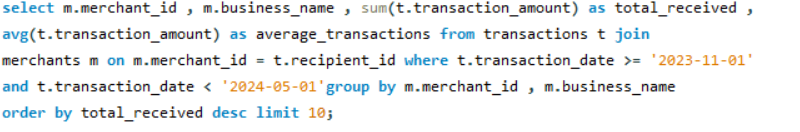 select m.merchant_id , m.business_name , sum(t.transaction_amount) as total_received ,
avg(t.transaction_amount) as average_transactions from transactions t join
merchants m on m.merchant_id = t.recipient_id where t.transaction_date >= '2023-11-01'
and t.transaction_date < '2024-05-01'group by m.merchant_id , m.business_name
order by total_received desc limit 10;